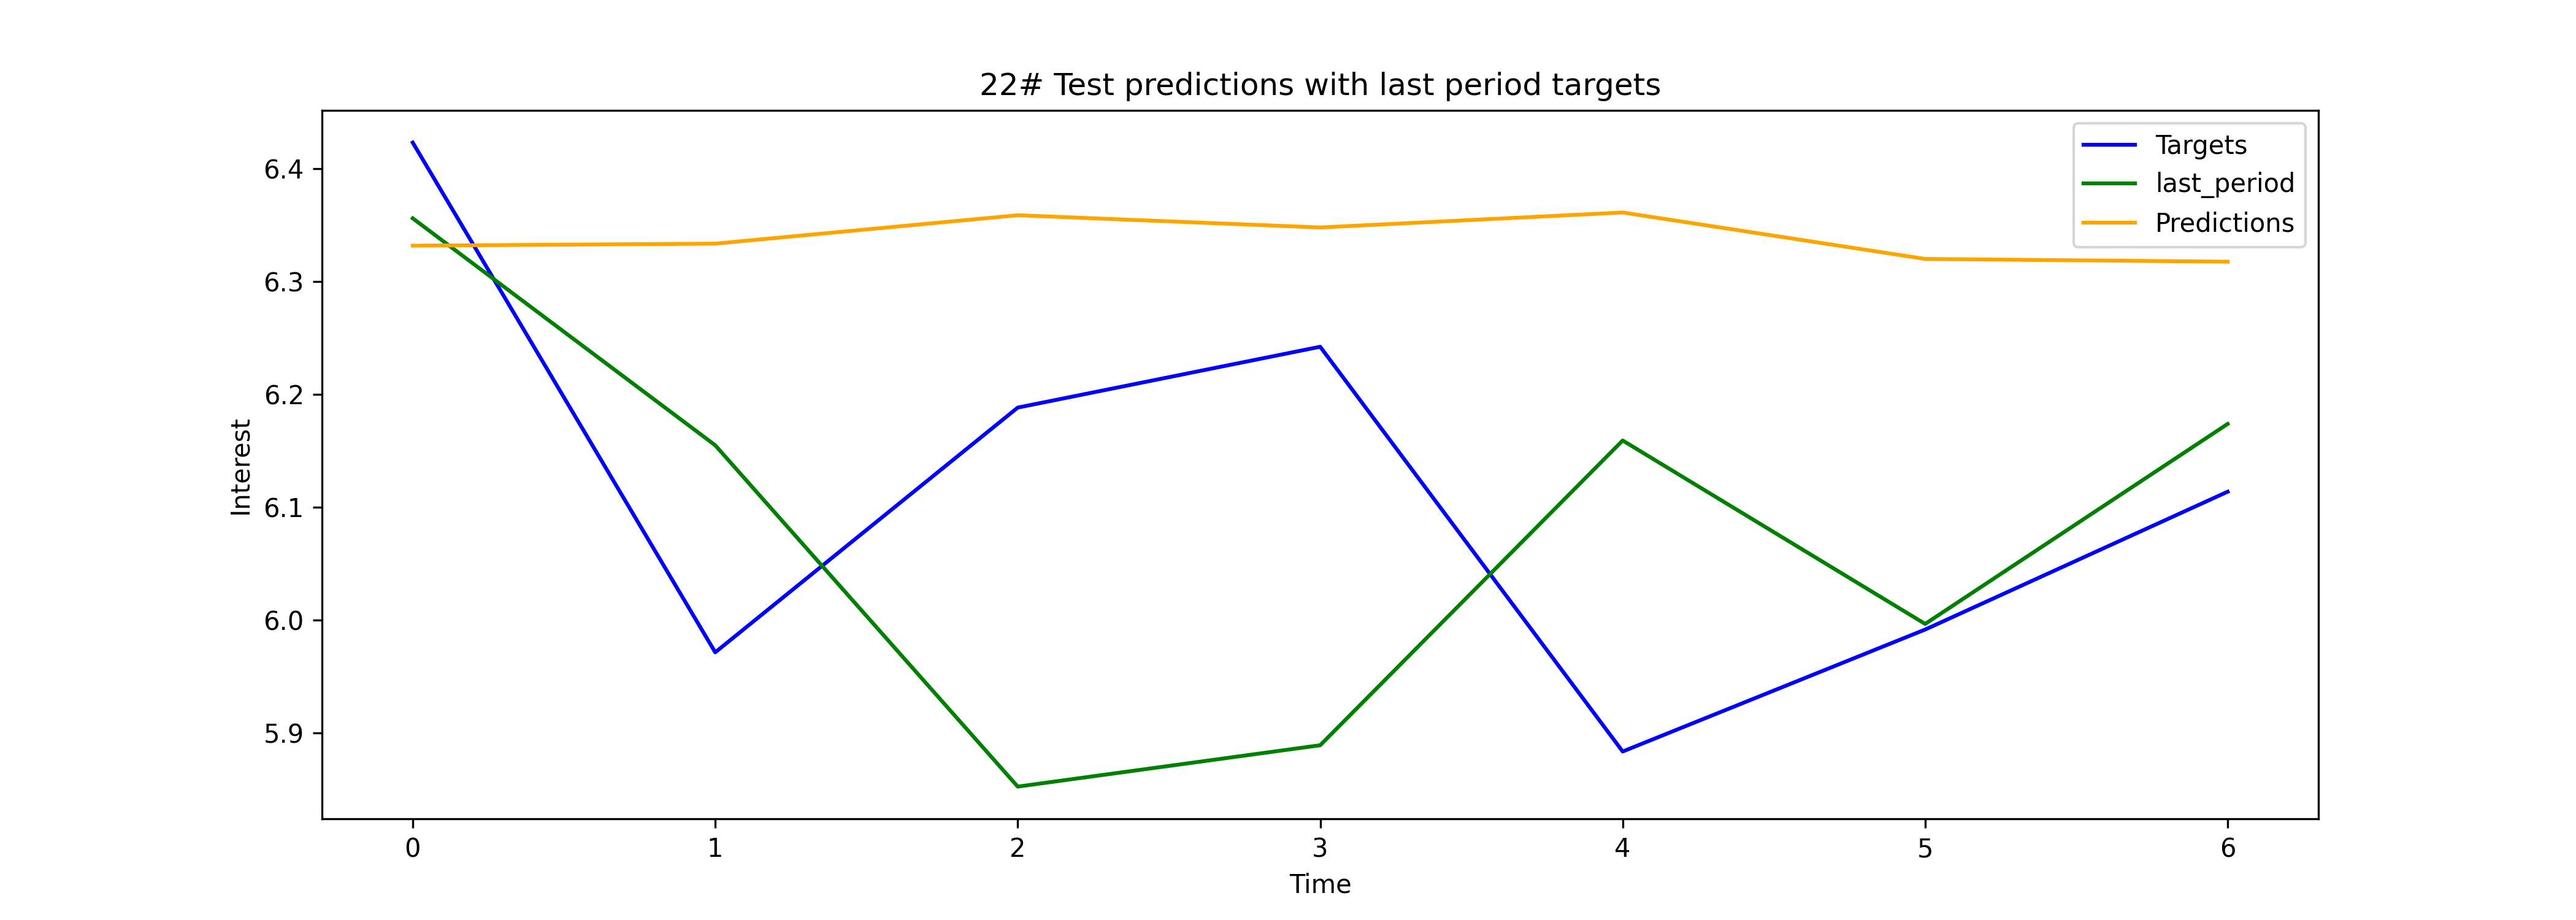 22# Test predictions with last period targets
Targets
last_period
Predictions
6.4
6.3
6.2
6.1
6.0
5.9
Interest
0 1 2 3 4 5 6
Time